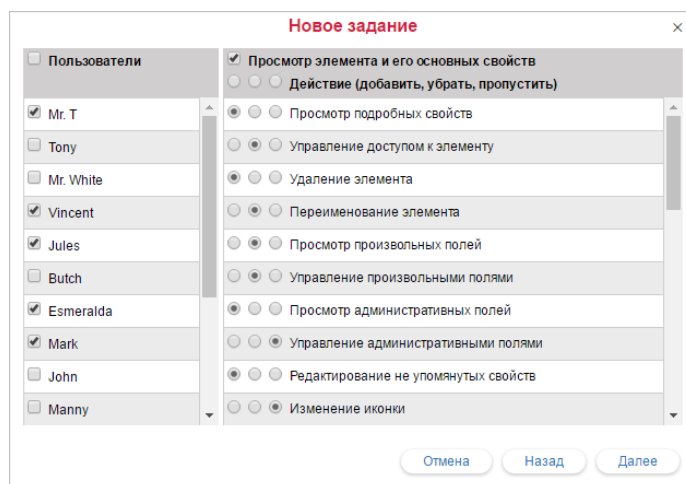 Новое задание
Пользователи
Просмотр элемента и его основных свойств
Действие (добавить, убрать, пропустить)
Mr. T
Просмотр подробных свойств
Tony
Управление доступом к элементу
Mr. White
Удаление элемента
Vincent
Переименование элемента
Jules
Просмотр произвольных полей
Butch
Управление произвольными полями
Esmeralda
Просмотр административных полей
Mark
Управление административными полями
John
Редактирование не упомянутых свойств
Manny
Изменение иконки
Отмена Назад Далее